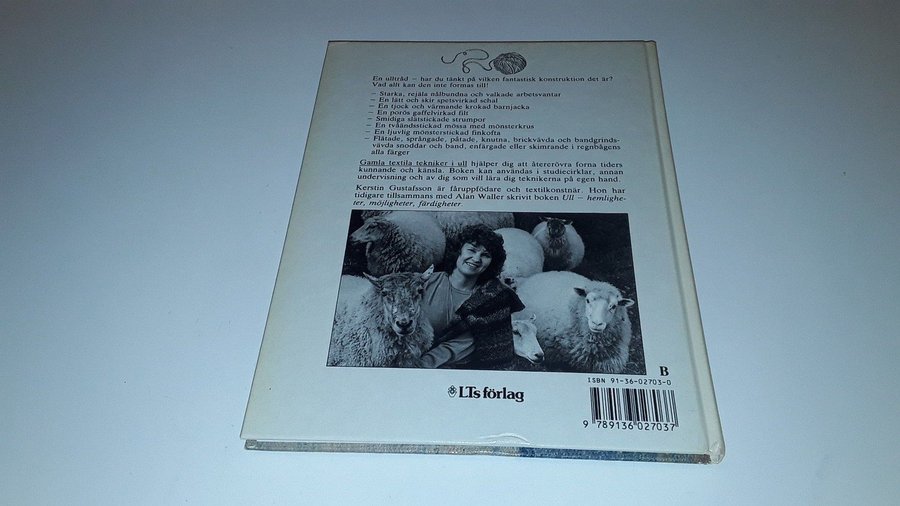 En ulltråd – har du tänkt på vilken fantastisk konstruktion det är?
Vad allt kan den inte formas till!
– Starka, rejäla nålbundna och valkade arbetsvantar
– En lätt och skir spetsvirkad schal
– En tjock och värmande krokad barnjacka
– En porös gaffelvirkad filt
– Smidiga slätstickade strumpor
– En tvåändsstickad mössa med mönsterkrus
– En ljuvlig mönsterstickad finkofta
– Flätade, språngade, påtade, knutna, brickvävda och bandgrinds-
vävda snoddar och band, enfärgade eller skimrande i regnbågens
alla färger
Gamla textila tekniker i ull hjälper dig att återerövra forna tiders
kunnande och känsla. Boken kan användas i studiecirklar, annan
undervisning och av dig som vill lära dig teknikerna på egen hand.
Kerstin Gustafsson är fåruppfödare och textilkonstnär. Hon har
tidigare tillsammans med Alan Waller skrivit boken Ull – hemlighe-
ter, möjligheter, färdigheter.
B
ISBN 91-36-02703-0
LTs förlag
9 789136 027037